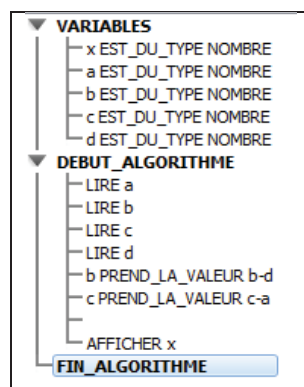 VARIABLES
x EST_DU_TYPE NOMBRE
a EST_DU_TYPE NOMBRE
b EST_DU_TYPE NOMBRE
c EST_DU_TYPE NOMBRE
d EST_DU_TYPE NOMBRE
DEBUT_ALGORITHME
LIRE a
LIRE b
LIRE c
LIRE d
b PREND_LA_VALEUR b-d
c PREND_LA_VALEUR c-a
AFFICHER x
FIN_ALGORITHME